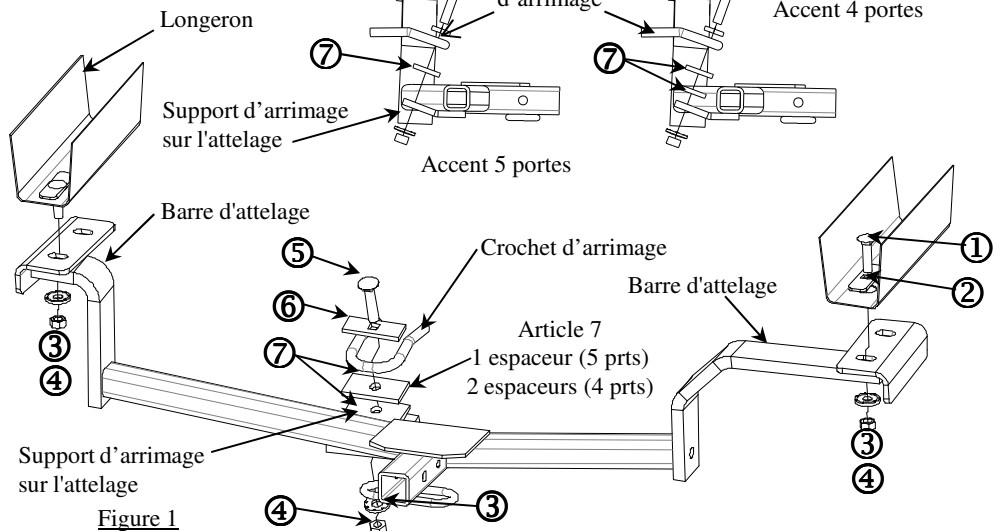 Longeron
d'arrimage
Accent 4 portes
⑦
⑦
Support d'arrimage
sur l'attelage
Accent 5 portes
Barre d'attelage
⑤
Crochet d'arrimage
①
⑥
Barre d'attelage
②
③
④
⑦
Article 7
1 espaceur (5 prts)
2 espaceurs (4 prts)
③
④
Support d'arrimage
sur l'attelage
④
③
Figure 1